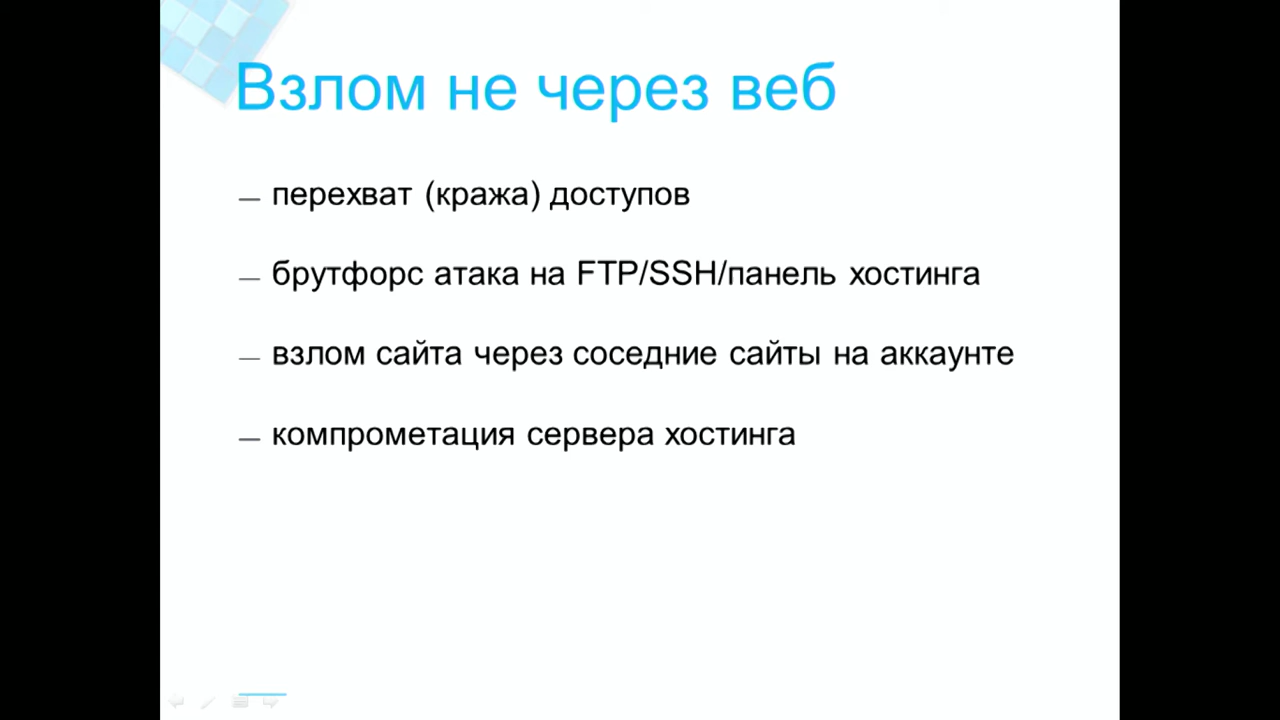 Взлом не через веб
— перехват (кража) доступов
— брутфорс атака на FTP/SSH/панель хостинга
— взлом сайта через соседние сайты на аккаунте
— компрометация сервера хостинга